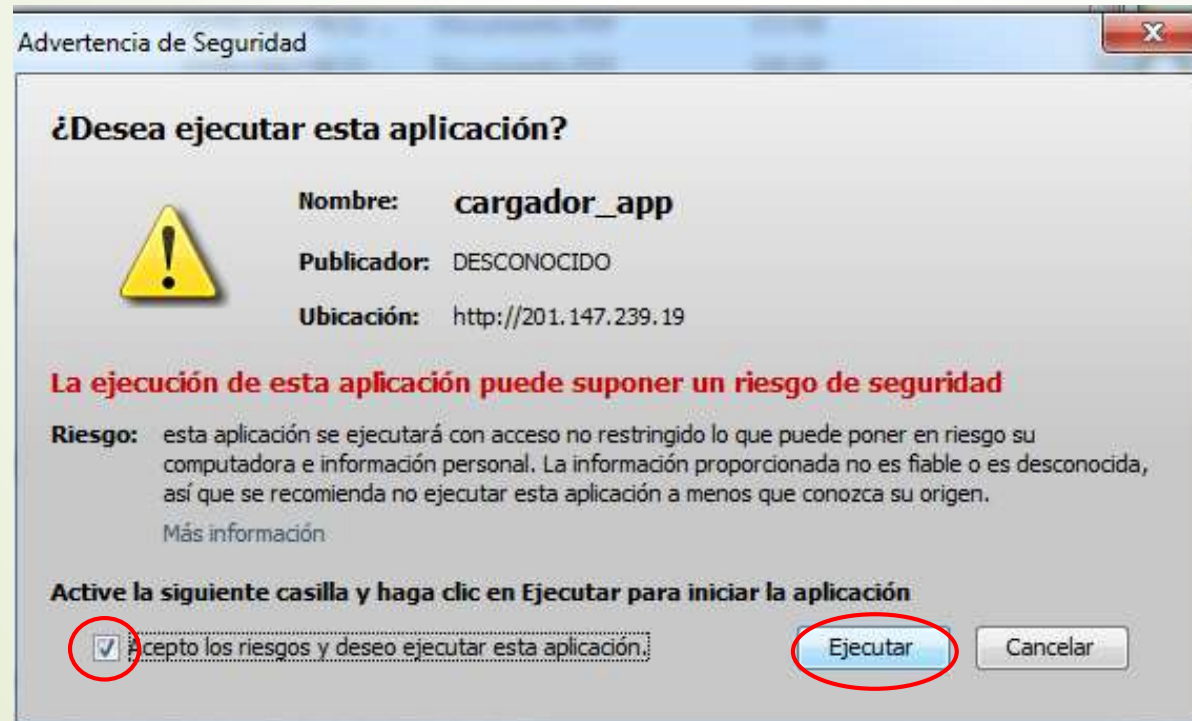 Advertencia de Seguridad
¿Desea ejecutar esta aplicación?
Nombre: cargador_app
Publicador: DESCONOCIDO
Ubicación: http://201.147.239.19
La ejecución de esta aplicación puede suponer un riesgo de seguridad
Riesgo: esta aplicación se ejecutará con acceso no restringido lo que puede poner en riesgo su
computadora e información personal. La información proporcionada no es fiable o es desconocida,
así que se recomienda no ejecutar esta aplicación a menos que conozca su origen.
Más información
Active la siguiente casilla y haga clic en Ejecutar para iniciar la aplicación
Acepto los riesgos y deseo ejecutar esta aplicación. Ejecutar Cancelar